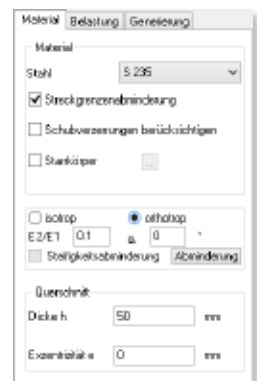 Material Belastung Generierung
Material
Stahl S 235
Streckgrenzenabminderung
Schubverzerrungen berücksichtigen
Starrkörper ...
isotrop orthotrop
E2/E1 0.1 α 0 °
Steifigkeitsabminderung Abminderung
Querschnitt
Dicke h 50 mm
Exzentrizität e 0 mm